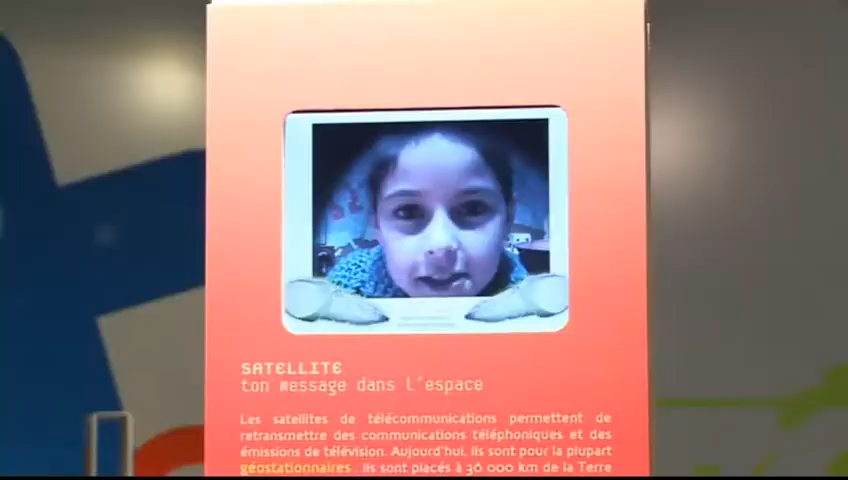 SATELLITE
ton message dans l'espace
Les satellites de télécommunications permettent de
retransmettre des communications téléphoniques et des
émissions de télévision. Aujourd'hui, ils sont pour la plupart
géostationnaires : ils sont placés à 36 000 km de la Terre